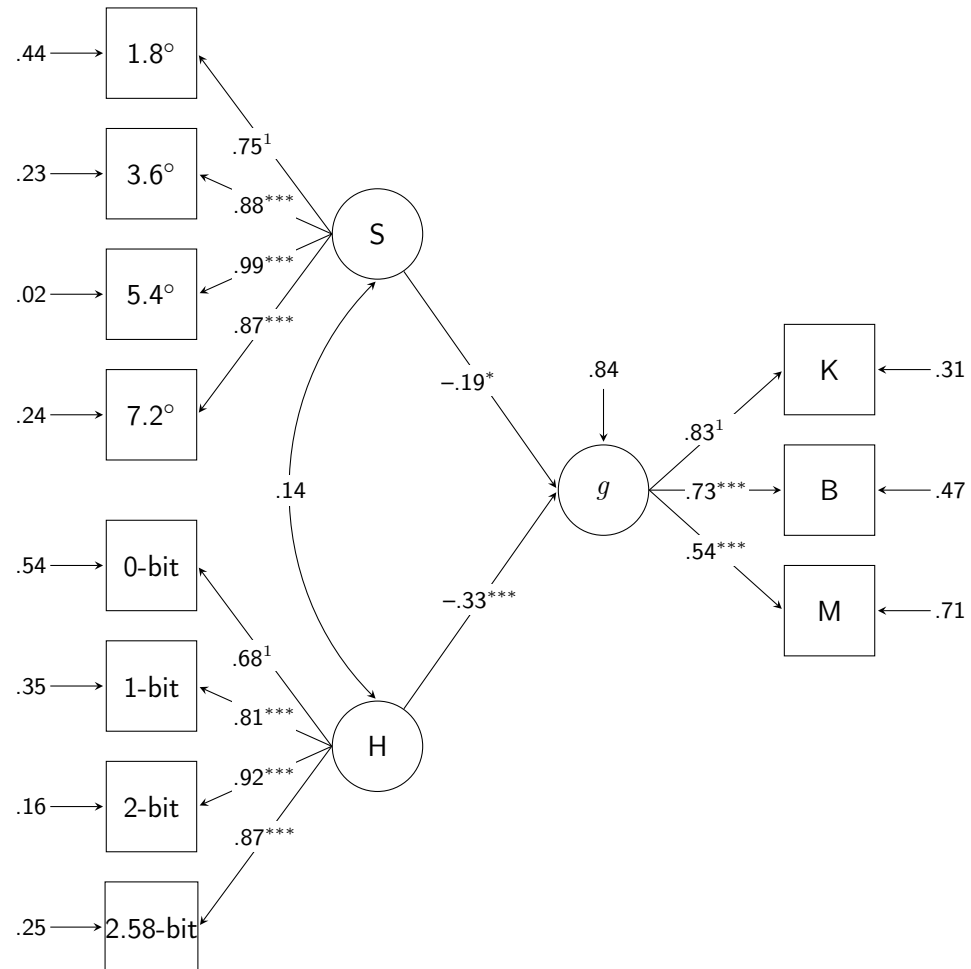 .44 1.8°
.75¹
.23 3.6°
.88***
S
.99***
.02 5.4°
.87***
.24 7.2°
−.19*
.84
K .31
.83¹
.14
g
.73***
B .47
.54***
M .71
.54 0-bit
−.33***
.68¹
.35 1-bit
.81***
H
.92***
.16 2-bit
.87***
.25 2.58-bit